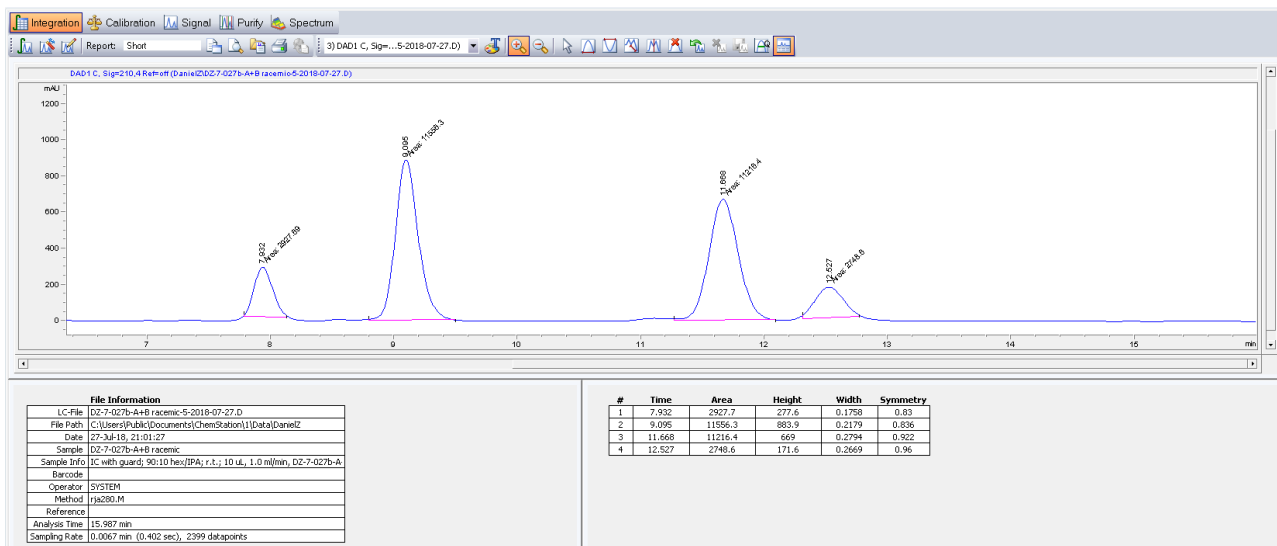 Integration Calibration Signal Purify Spectrum
Report: Short 3) DAD1 C, Sig=...5-2018-07-27.D)
DAD1 C, Sig=210,4 Ref=off (DanielZ\DZ-7-027b-A+B racemic-5-2018-07-27.D)
mAU
1200
1000
800
600
400
200
0
7.932
Area: 2927.69
9.095
Area: 11556.3
11.668
Area: 11216.4
12.527
Area: 2748.6
7 8 9 10 11 12 13 14 15 min
File Information
LC-File DZ-7-027b-A+B racemic-5-2018-07-27.D
File Path C:\Users\Public\Documents\ChemStation\1\Data\DanielZ
Date 27-Jul-18, 21:01:27
Sample DZ-7-027b-A+B racemic
Sample Info IC with guard; 90:10 hex/IPA; r.t.; 10 uL, 1.0 ml/min, DZ-7-027b-A-
Barcode
Operator SYSTEM
Method rja280.M
Reference
Analysis Time 15.987 min
Sampling Rate 0.0067 min (0.402 sec), 2399 datapoints
# Time Area Height Width Symmetry
1 7.932 2927.7 277.6 0.1758 0.83
2 9.095 11556.3 883.9 0.2179 0.836
3 11.668 11216.4 669 0.2794 0.922
4 12.527 2748.6 171.6 0.2669 0.96